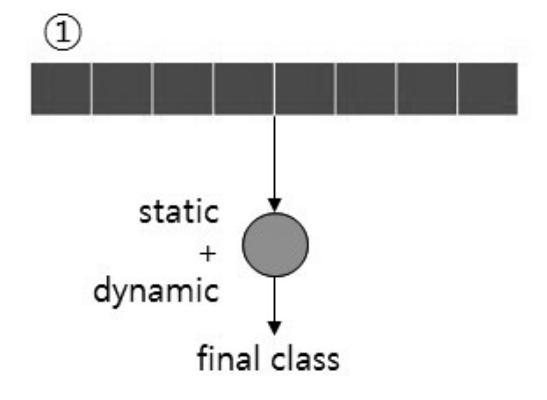 ①
static
+
dynamic
final class